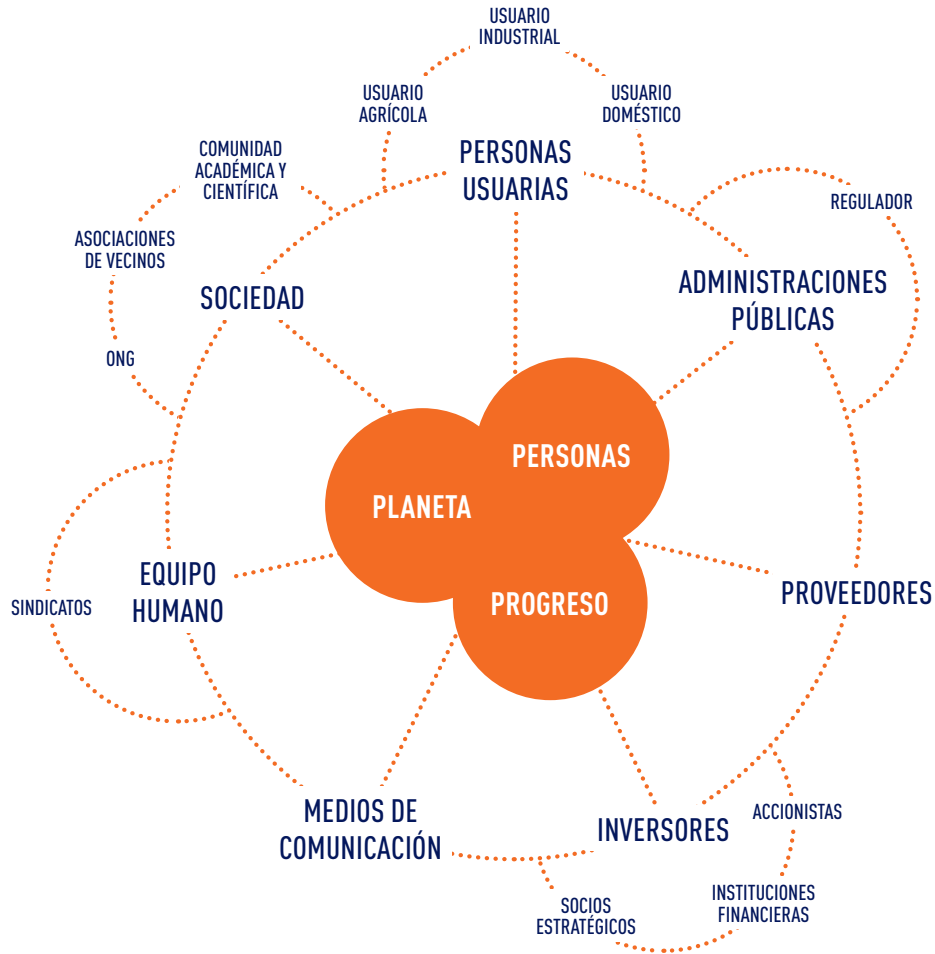 USUARIO
INDUSTRIAL
USUARIO
AGRÍCOLA
USUARIO
DOMÉSTICO
PERSONAS
USUARIAS
COMUNIDAD
ACADÉMICA Y
CIENTÍFICA
REGULADOR
ASOCIACIONES
DE VECINOS
SOCIEDAD
ADMINISTRACIONES
PÚBLICAS
ONG
PERSONAS
PLANETA
PROGRESO
EQUIPO
HUMANO
SINDICATOS
PROVEEDORES
MEDIOS DE
COMUNICACIÓN
INVERSORES
ACCIONISTAS
SOCIOS
ESTRATÉGICOS
INSTITUCIONES
FINANCIERAS